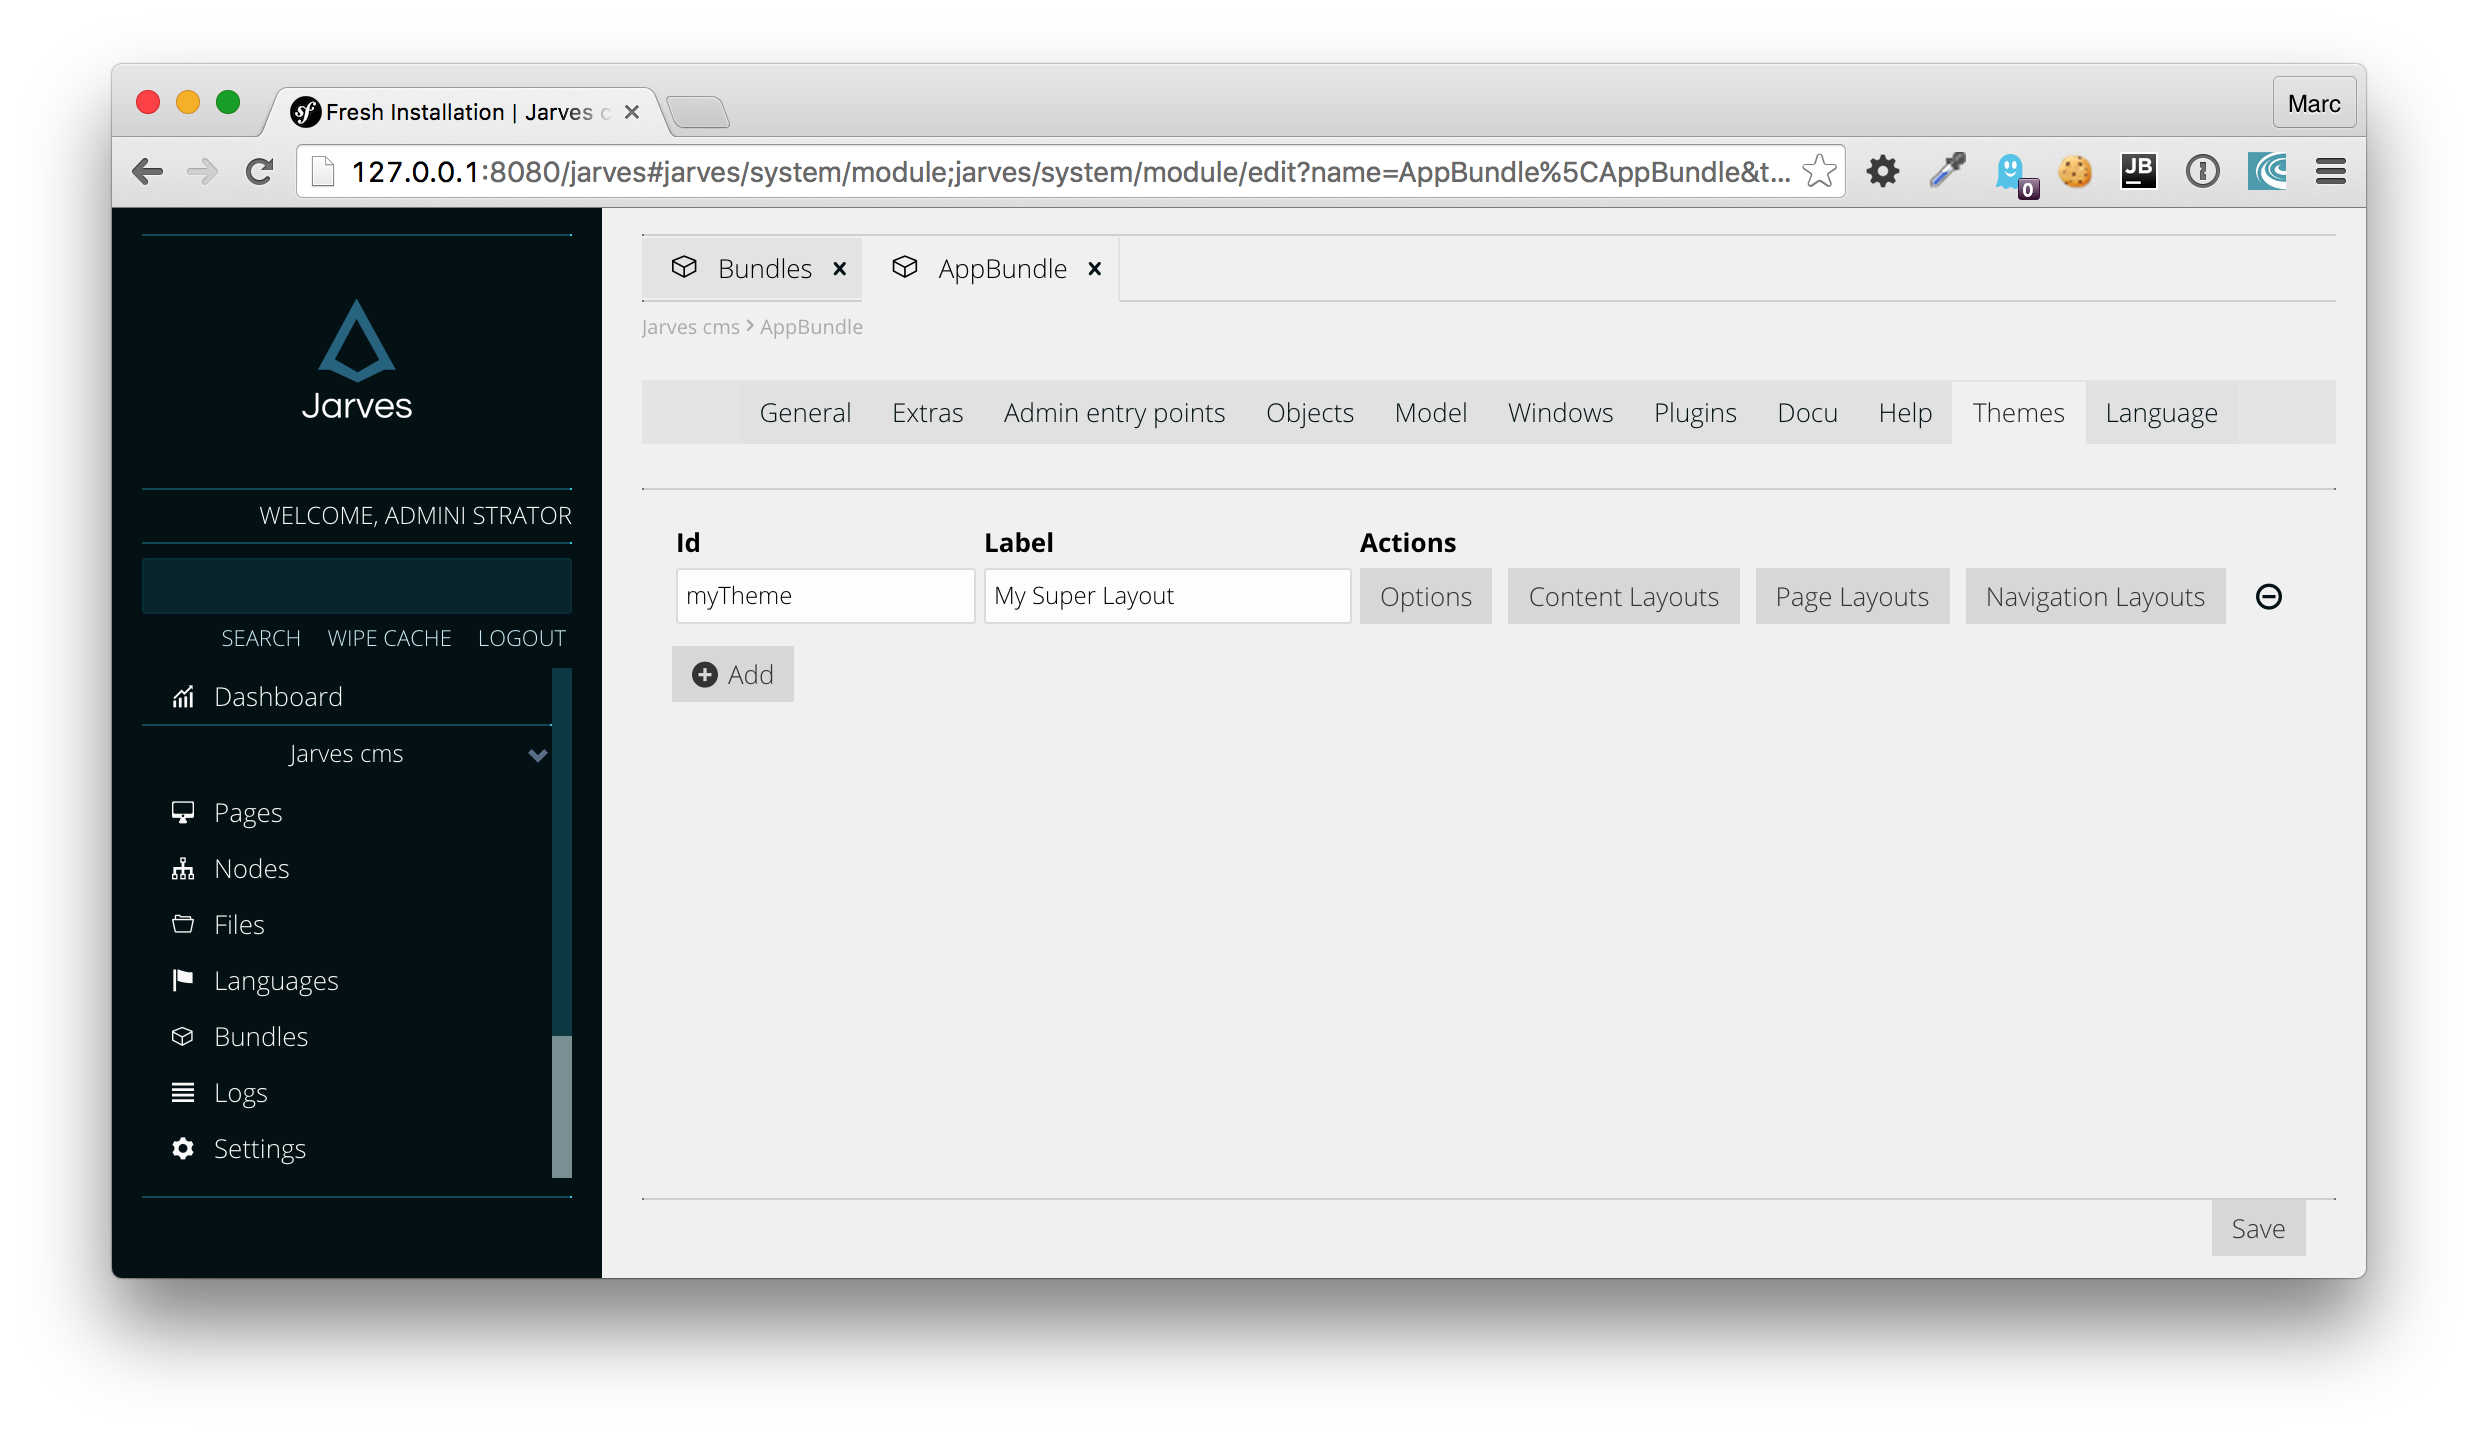 Fresh Installation | Jarves c
Marc
127.0.0.1:8080/jarves#jarves/system/module;jarves/system/module/edit?name=AppBundle%5CAppBundle&t...
0
JB
Jarves
WELCOME, ADMINI STRATOR
SEARCH WIPE CACHE LOGOUT
Dashboard
Jarves cms
Pages
Nodes
Files
Languages
Bundles
Logs
Settings
Bundles AppBundle
Jarves cms > AppBundle
General Extras Admin entry points Objects Model Windows Plugins Docu Help Themes Language
Id Label Actions
myTheme My Super Layout Options Content Layouts Page Layouts Navigation Layouts
Add
Save